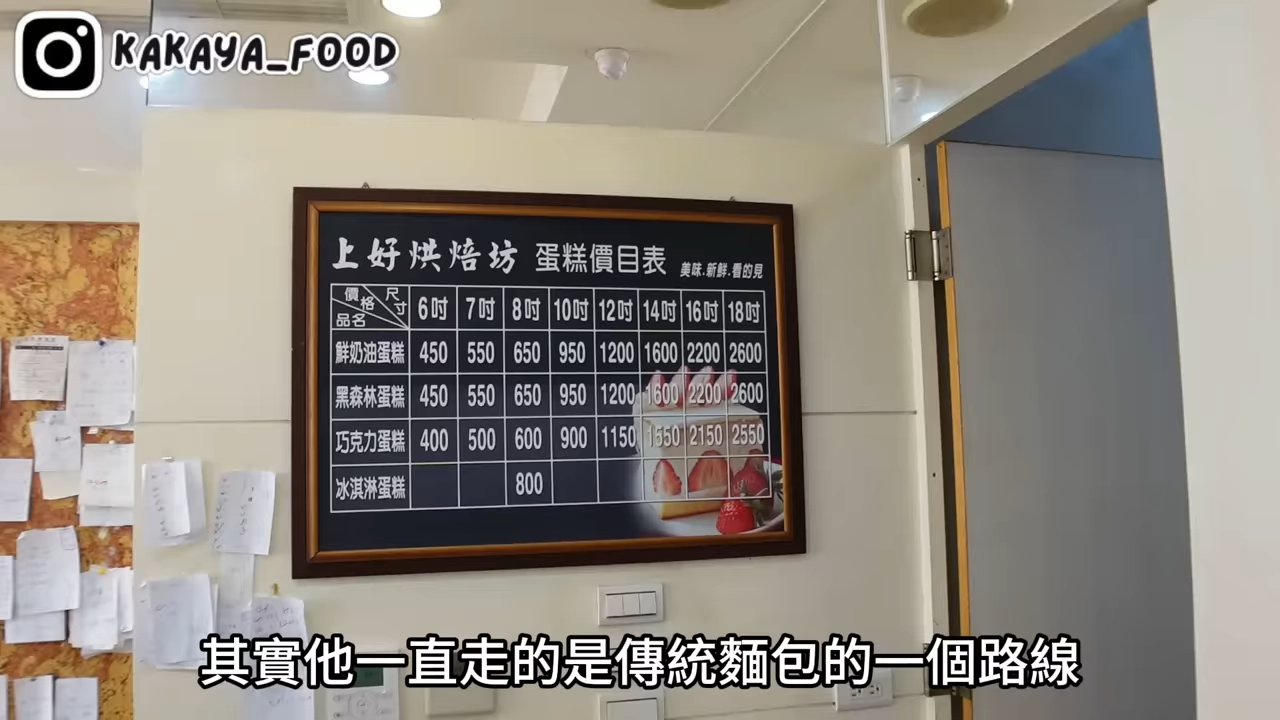 KAKAYA_FOOD
上好烘焙坊 蛋糕價目表 美味.新鮮.看的見
價格 尺寸 品名 6吋 7吋 8吋 10吋 12吋 14吋 16吋 18吋
鮮奶油蛋糕 450 550 650 950 1200 1600 2200 2600
黑森林蛋糕 450 550 650 950 1200 1600 2200 2600
巧克力蛋糕 400 500 600 900 1150 1550 2150 2550
冰淇淋蛋糕 800
其實他一直走的是傳統麵包的一個路線